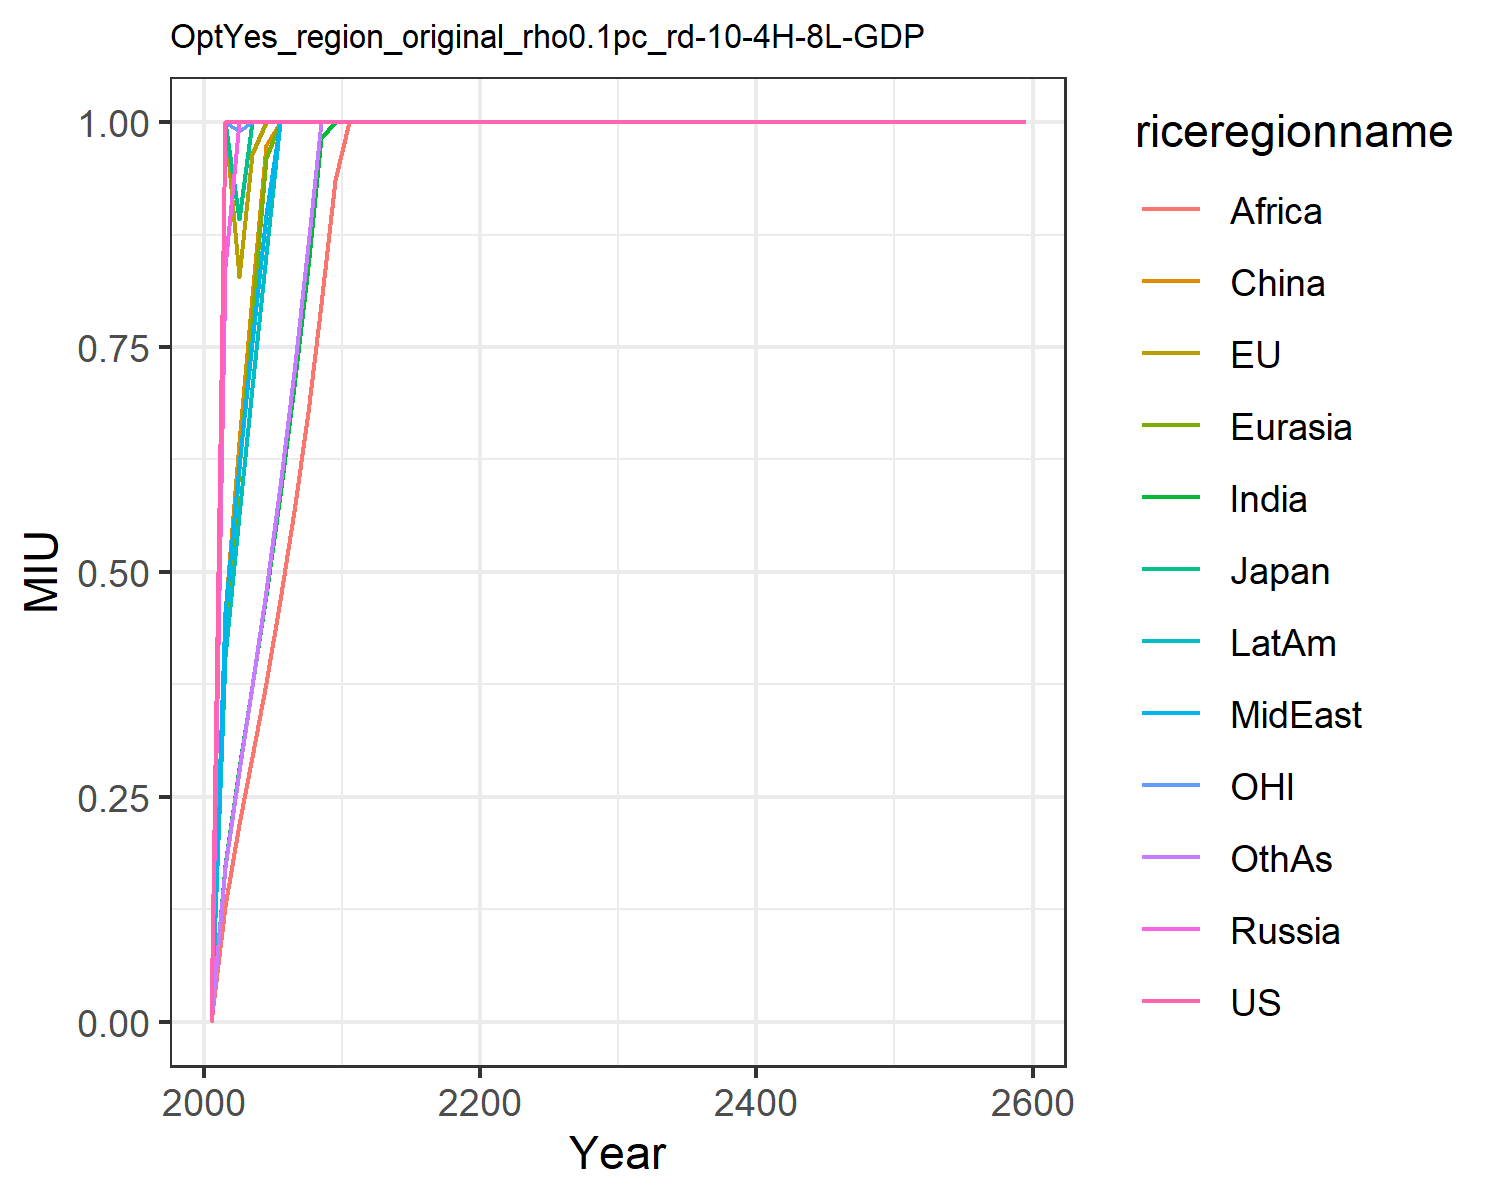 OptYes_region_original_rho0.1pc_rd-10-4H-8L-GDP
1.00
0.75
0.50
0.25
0.00
MIU
2000 2200 2400 2600
Year
riceregionname
Africa
China
EU
Eurasia
India
Japan
LatAm
MidEast
OHI
OthAs
Russia
US